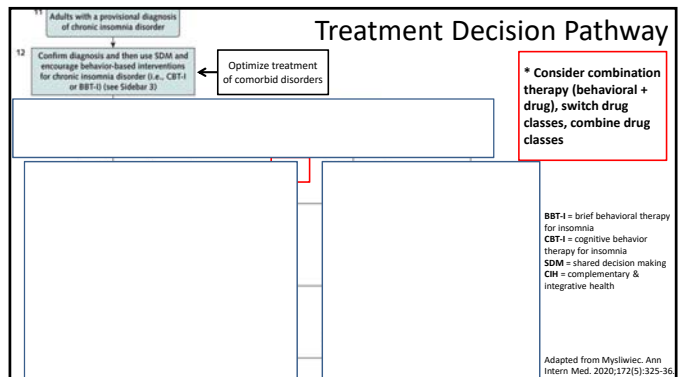 Treatment Decision Pathway
11
Adults with a provisional diagnosis
of chronic insomnia disorder
12
Confirm diagnosis and then use SDM and
encourage behavior-based interventions
for chronic insomnia disorder (i.e., CBT-I
or BBT-I) (see Sidebar 3)
Optimize treatment
of comorbid disorders
* Consider combination
therapy (behavioral +
drug), switch drug
classes, combine drug
classes
BBT-I = brief behavioral therapy
for insomnia
CBT-I = cognitive behavior
therapy for insomnia
SDM = shared decision making
CIH = complementary &
integrative health
Adapted from Mysliwiec. Ann
Intern Med. 2020;172(5):325-36.